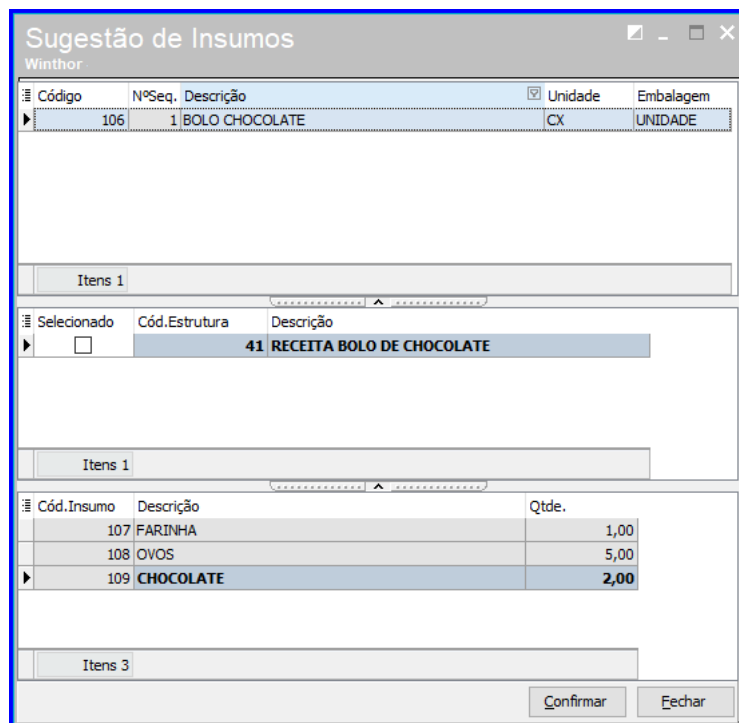 Sugestão de Insumos
Winthor
Código NºSeq. Descrição Unidade Embalagem
106 1 BOLO CHOCOLATE CX UNIDADE
Itens 1
Selecionado Cód.Estrutura Descrição
41 RECEITA BOLO DE CHOCOLATE
Itens 1
Cód.Insumo Descrição Qtde.
107 FARINHA 1,00
108 OVOS 5,00
109 CHOCOLATE 2,00
Itens 3
Confirmar Fechar